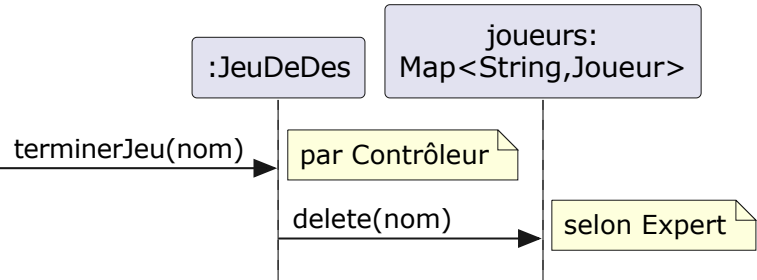 :JeuDeDes
joueurs:
Map<String,Joueur>
terminerJeu(nom)
par Contrôleur
delete(nom)
selon Expert